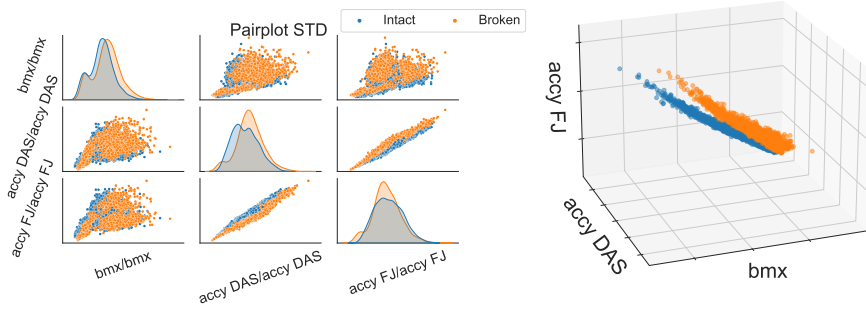 Pairplot STD
Intact Broken
bmx/bmx
accy DAS/accy DAS
accy FJ/accy FJ
bmx/bmx
accy DAS/accy DAS
accy FJ/accy FJ
accy FJ
accy DAS
bmx